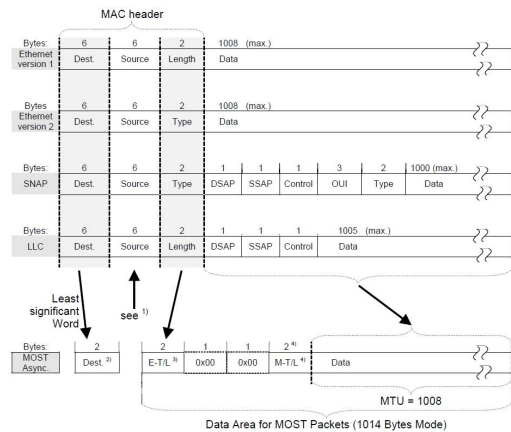 MAC header
Bytes: 6 6 2 1008 (max.)
Ethernet version 1 Dest. Source Length Data
Bytes 6 6 2 1008 (max.)
Ethernet version 2 Dest. Source Type Data
Bytes: 6 6 2 1 1 1 3 2 1000 (max.)
SNAP Dest. Source Type DSAP SSAP Control OUI Type Data
Bytes: 6 6 2 1 1 1 1005 (max.)
LLC Dest. Source Length DSAP SSAP Control Data
Least
significant
Word
see 1)
Bytes: 2 2 1 1 2 4)
MOST Async. Dest. 2) E-T/L 3) 0x00 0x00 M-T/L 4) Data
MTU = 1008
Data Area for MOST Packets (1014 Bytes Mode)